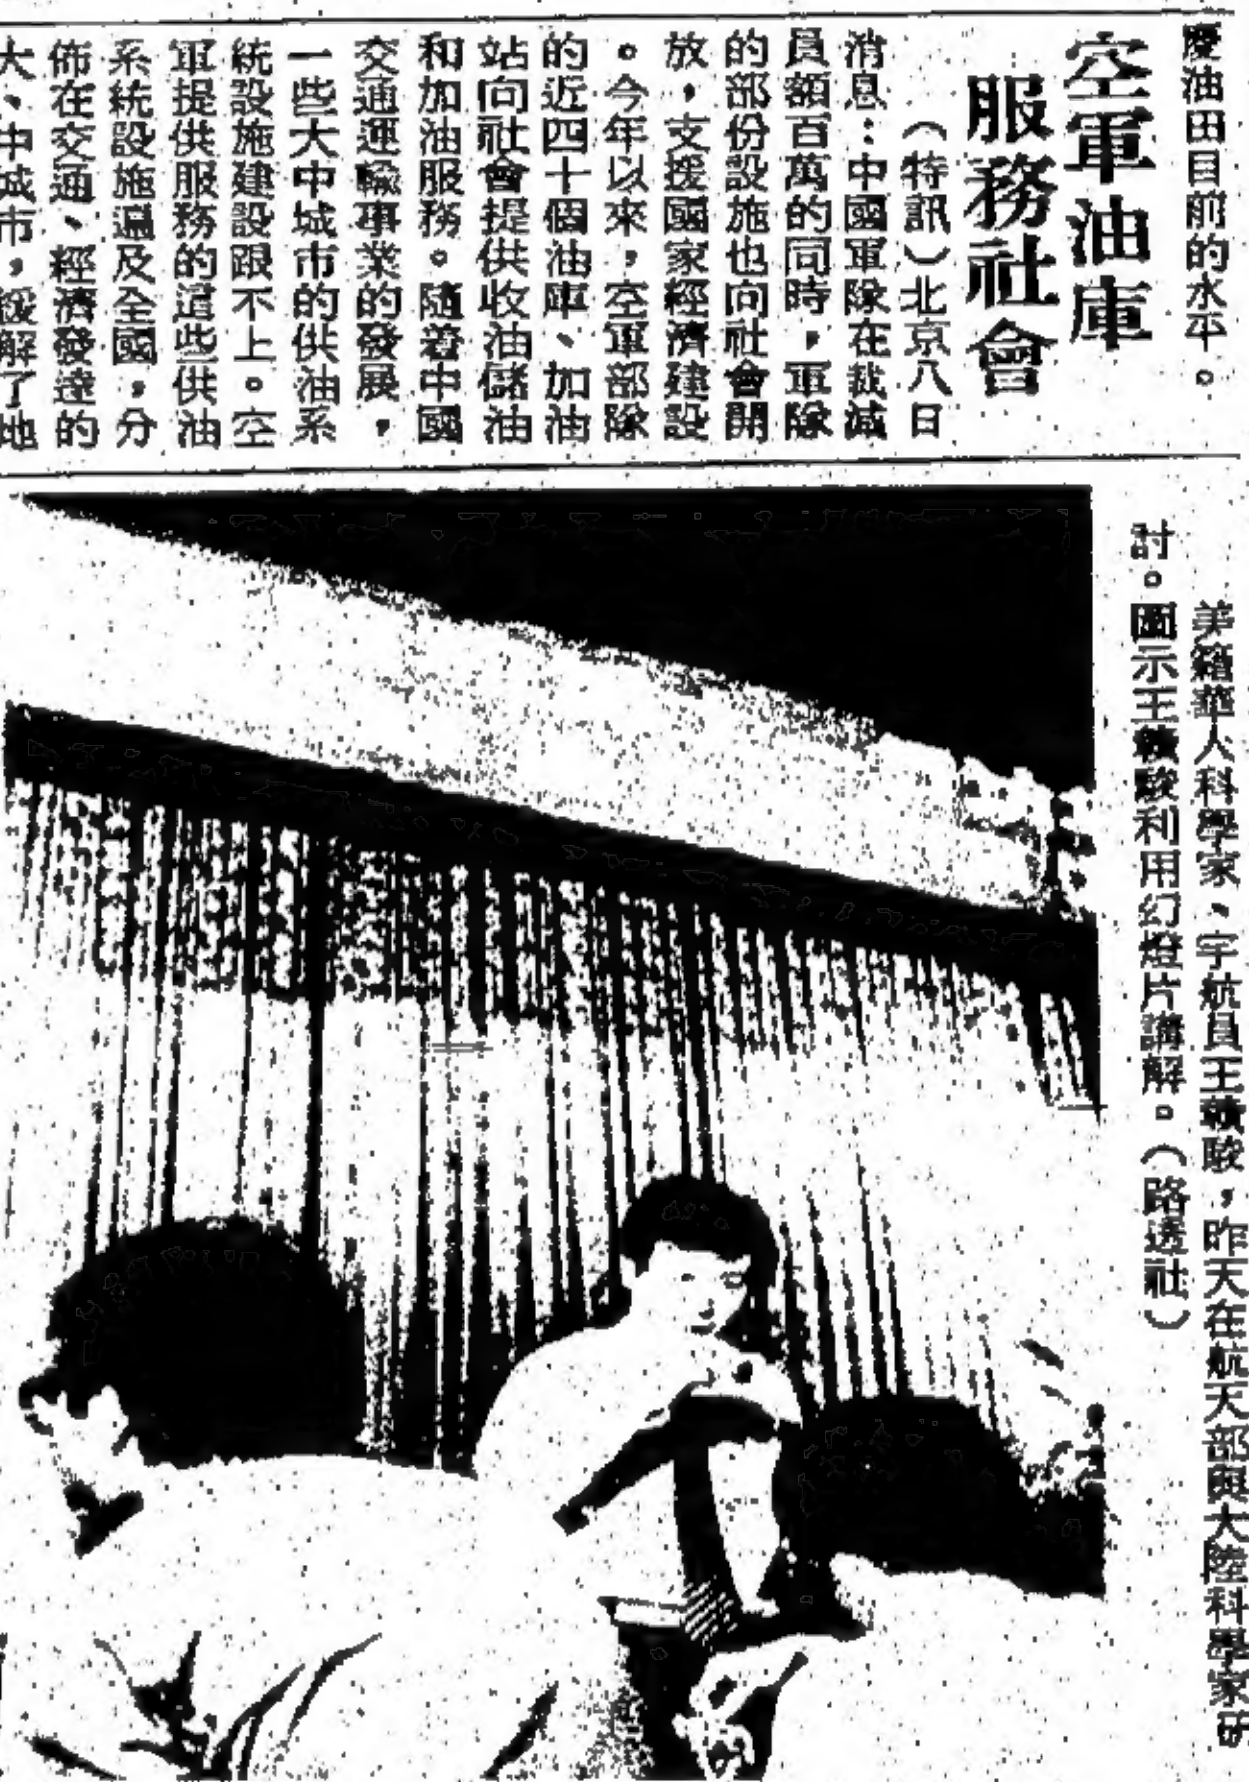 慶油田目前的水平。
空軍油庫
服務社會
（特訊）北京八日
消息：中國軍隊在裁減
員額百萬的同時，軍隊
的部份設施也向社會開
放，支援國家經濟建設
。今年以來，空軍部隊
的近四十個油庫、加油
站向社會提供收油儲油
和加油服務。隨着中國
交通運輸事業的發展，
一些大中城市的供油系
統設施建設跟不上。空
軍提供服務的這些供油
系統設施遍及全國，分
佈在交通、經濟發達的
大、中城市，緩解了地
美籍華人科學家、宇航員王贛駿，昨天在航天部與大陸科學家研
討。圖示王贛駿利用幻燈片講解。（路透社）